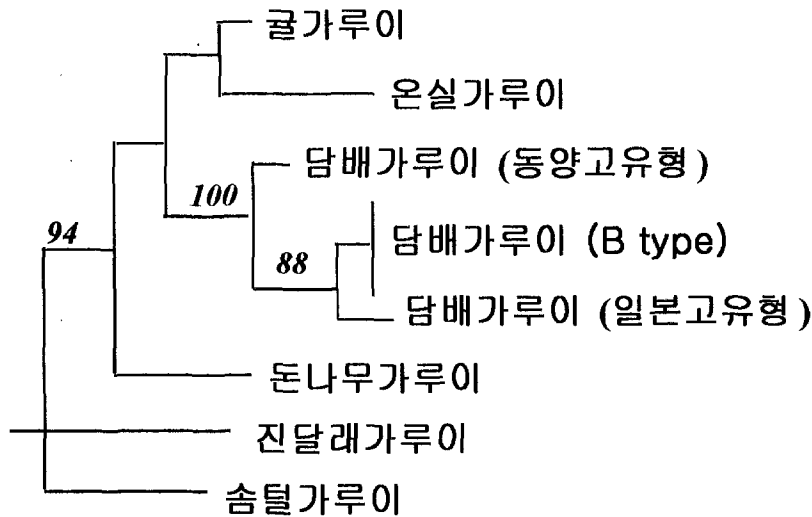 귤가루이
온실가루이
담배가루이 (동양고유형)
100
94
담배가루이 (B type)
88
담배가루이 (일본고유형)
돈나무가루이
진달래가루이
솜털가루이